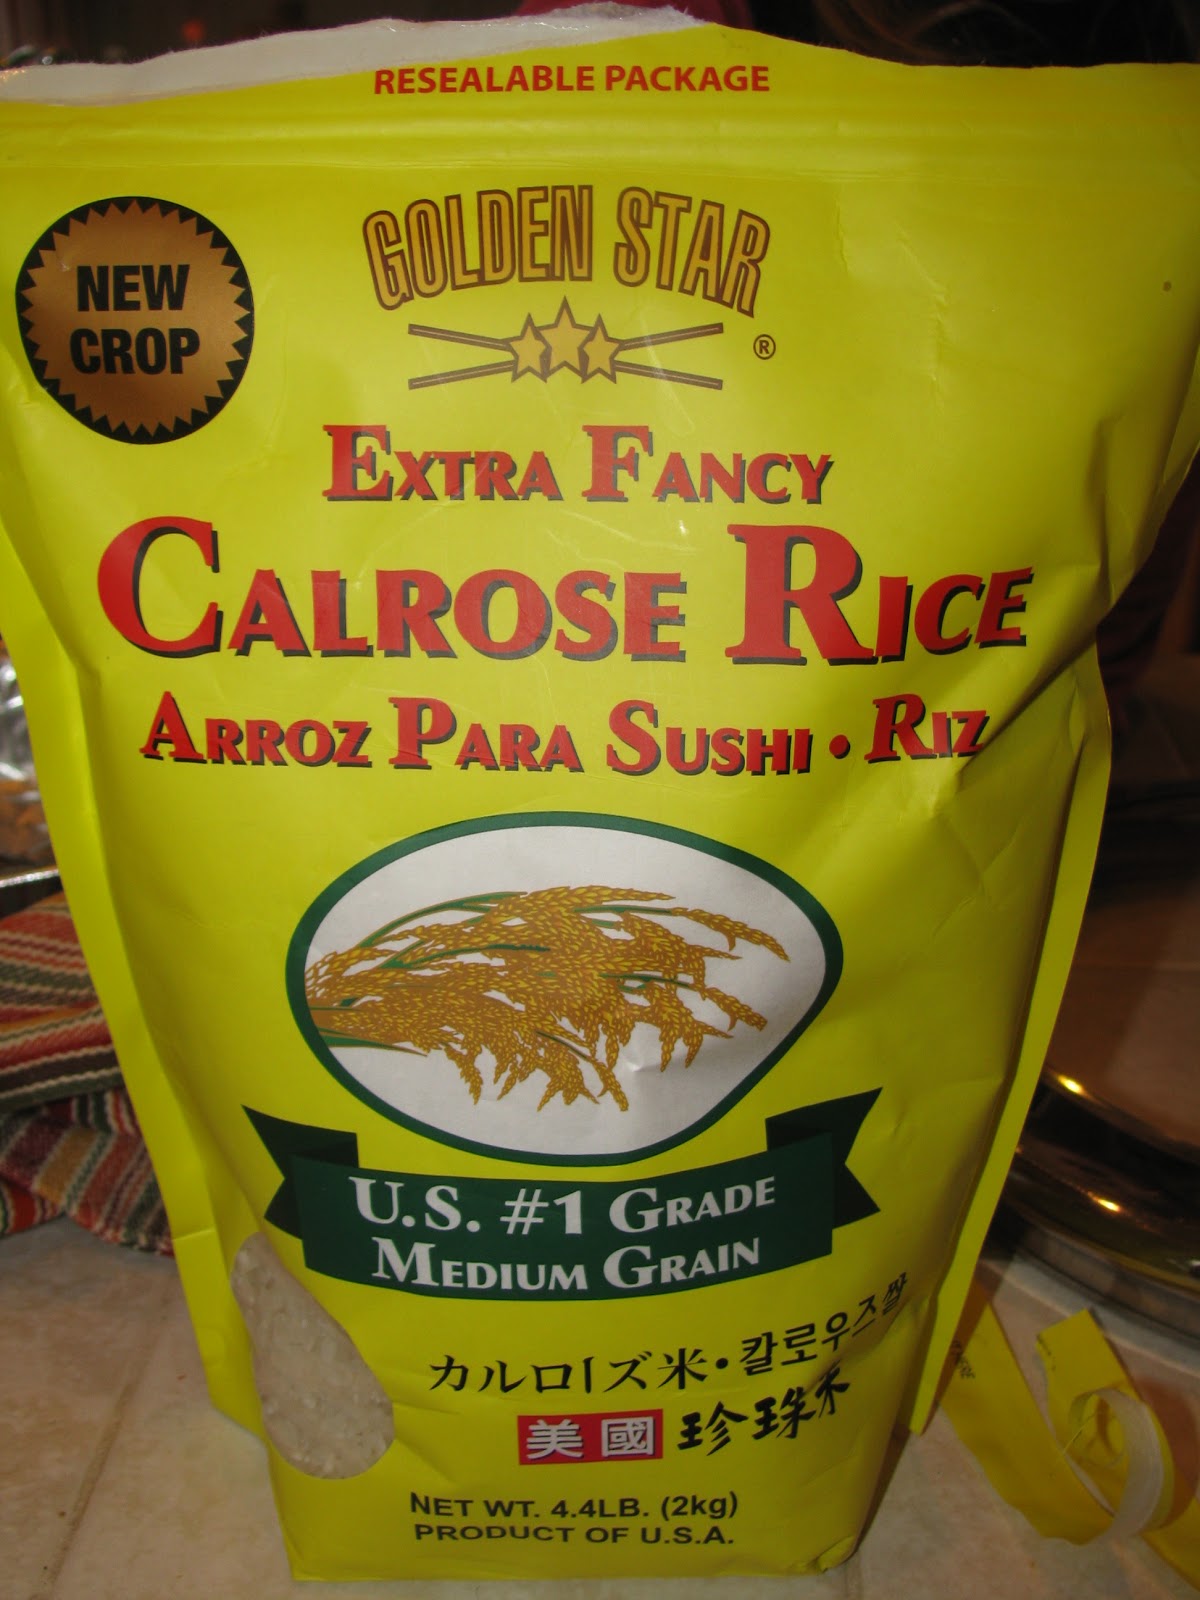 RESEALABLE PACKAGE
NEW
CROP
GOLDEN STAR
®
EXTRA FANCY
CALROSE RICE
ARROZ PARA SUSHI • RIZ
U.S. #1 GRADE
MEDIUM GRAIN
カルローズ米・칼로우즈쌀
美國 珍珠米
NET WT. 4.4LB. (2kg)
PRODUCT OF U.S.A.